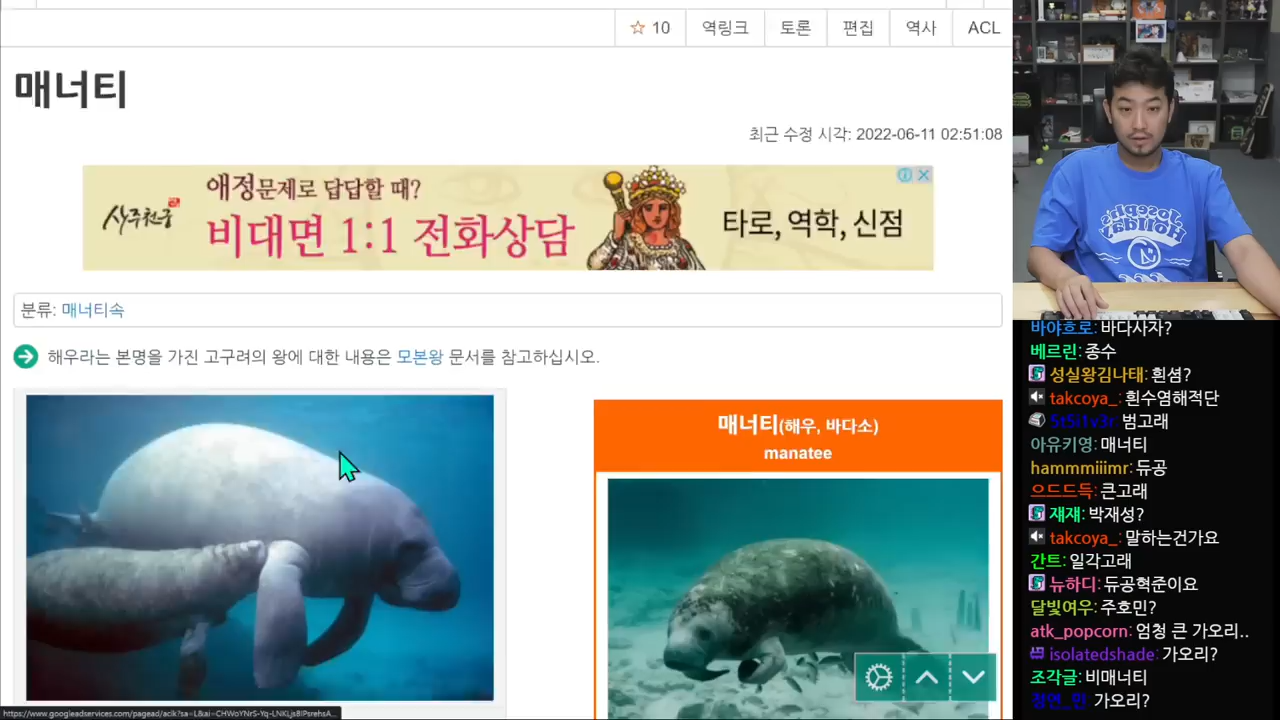 ☆ 10
역링크
토론
편집
역사
ACL
매너티
최근 수정 시각: 2022-06-11 02:51:08
사주천궁
애정문제로 답답할 때?
비대면 1:1 전화상담
타로, 역학, 신점
분류: 매너티속
해우라는 본명을 가진 고구려의 왕에 대한 내용은 모본왕 문서를 참고하십시오.
매너티(해우, 바다소)
manatee
바야흐로: 바다사자?
베르린: 종수
성실왕김나태: 흰셤?
takcoya_: 흰수염해적단
5t5i1v3r: 범고래
아유키영: 매너티
hammmiiimr: 듀공
으드드득: 큰고래
쟤재: 박재성?
takcoya_: 말하는건가요
간트: 일각고래
뉴하디: 듀공혁준이요
달빛여우: 주호민?
atk_popcorn: 엄청 큰 가오리..
isolatedshade: 가오리?
조각글: 비매너티
가오리?